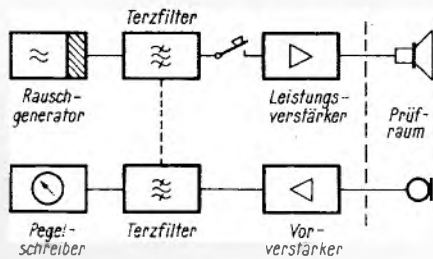 Terzfilter
Rausch-
generator
Leistungs-
verstärker
Prüf-
raum
Pegel-
schreiber
Terzfilter
Vor-
verstärker